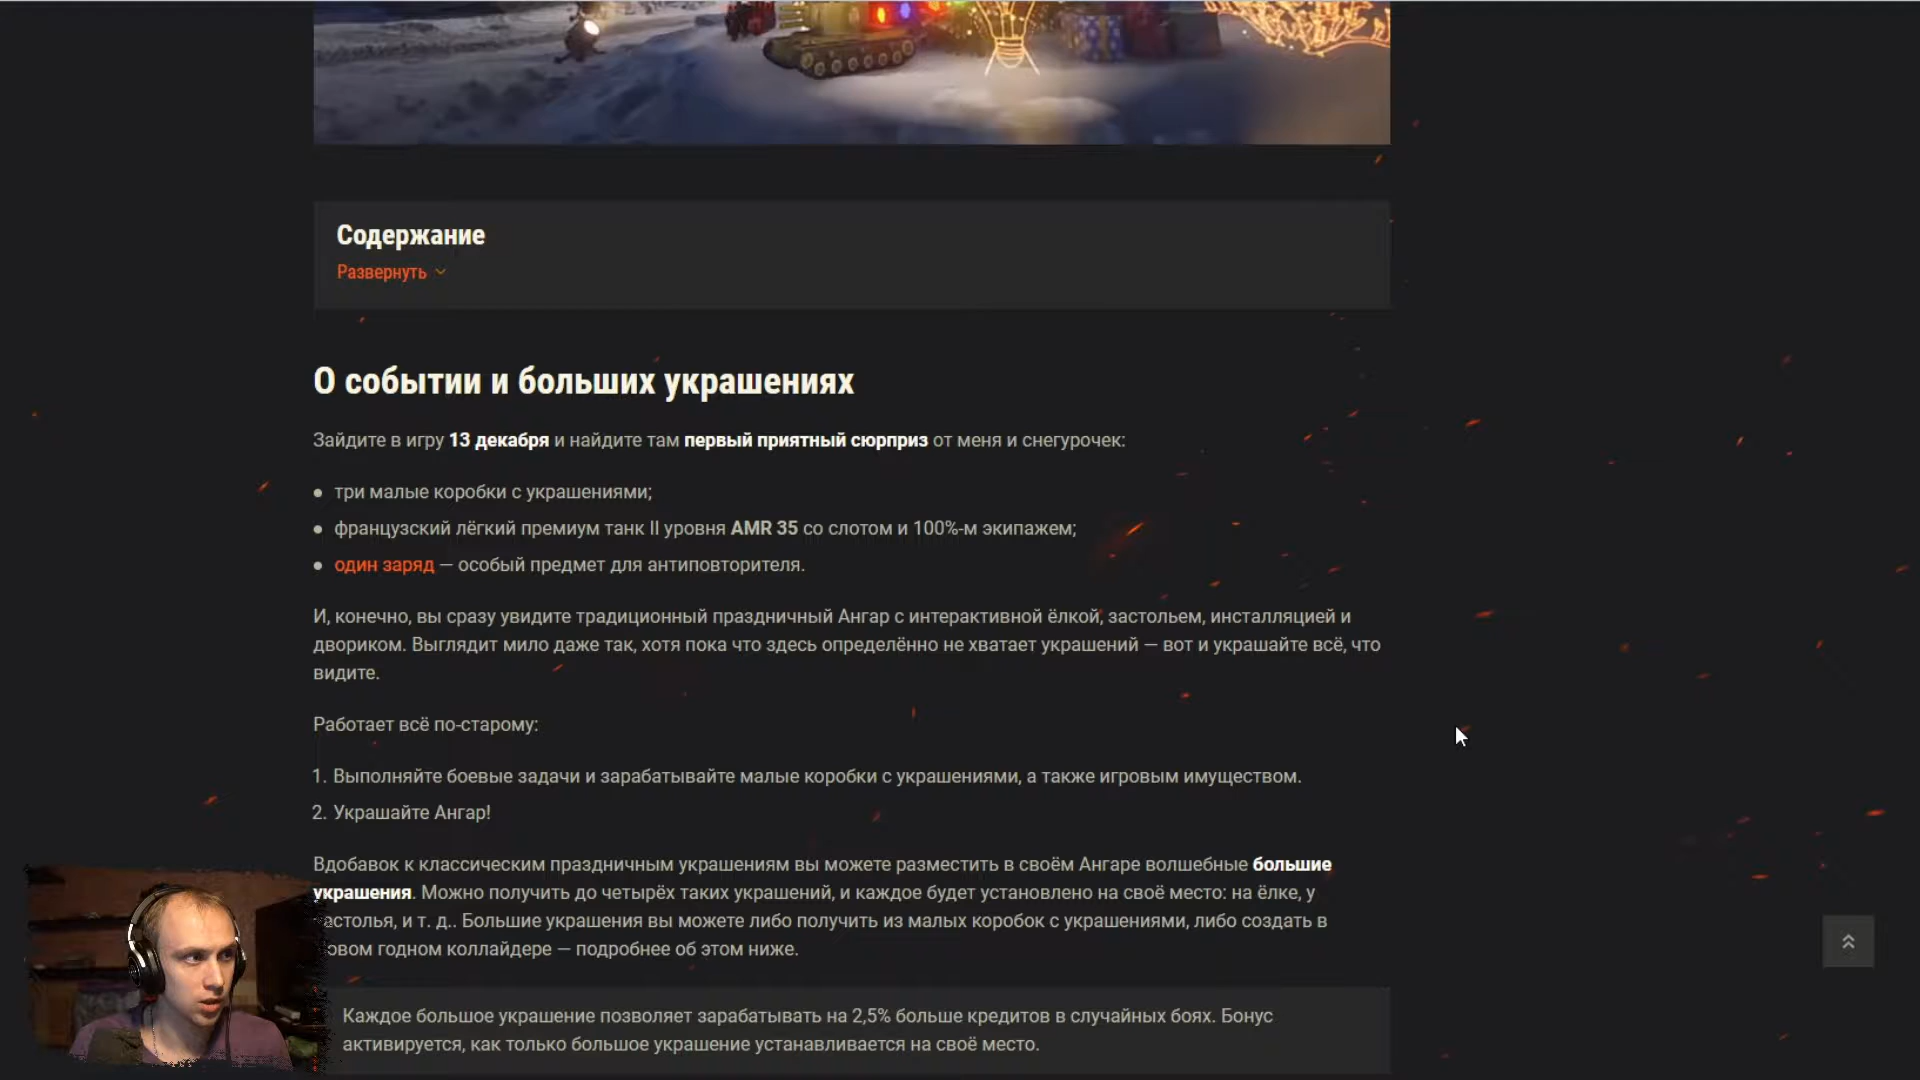 Содержание
Развернуть
О событии и больших украшениях
Зайдите в игру 13 декабря и найдите там первый приятный сюрприз от меня и снегурочек:
три малые коробки с украшениями;
французский лёгкий премиум танк II уровня AMR 35 со слотом и 100%-м экипажем;
один заряд — особый предмет для антиповторителя.
И, конечно, вы сразу увидите традиционный праздничный Ангар с интерактивной ёлкой, застольем, инсталляцией и
двориком. Выглядит мило даже так, хотя пока что здесь определённо не хватает украшений — вот и украшайте всё, что
видите.
Работает всё по-старому:
1. Выполняйте боевые задачи и зарабатывайте малые коробки с украшениями, а также игровым имуществом.
2. Украшайте Ангар!
Вдобавок к классическим праздничным украшениям вы можете разместить в своём Ангаре волшебные большие
украшения. Можно получить до четырёх таких украшений, и каждое будет установлено на своё место: на ёлке, у
астолья, и т. д.. Большие украшения вы можете либо получить из малых коробок с украшениями, либо создать в
овом годном коллайдере — подробнее об этом ниже.
Каждое большое украшение позволяет зарабатывать на 2,5% больше кредитов в случайных боях. Бонус
активируется, как только большое украшение устанавливается на своё место.